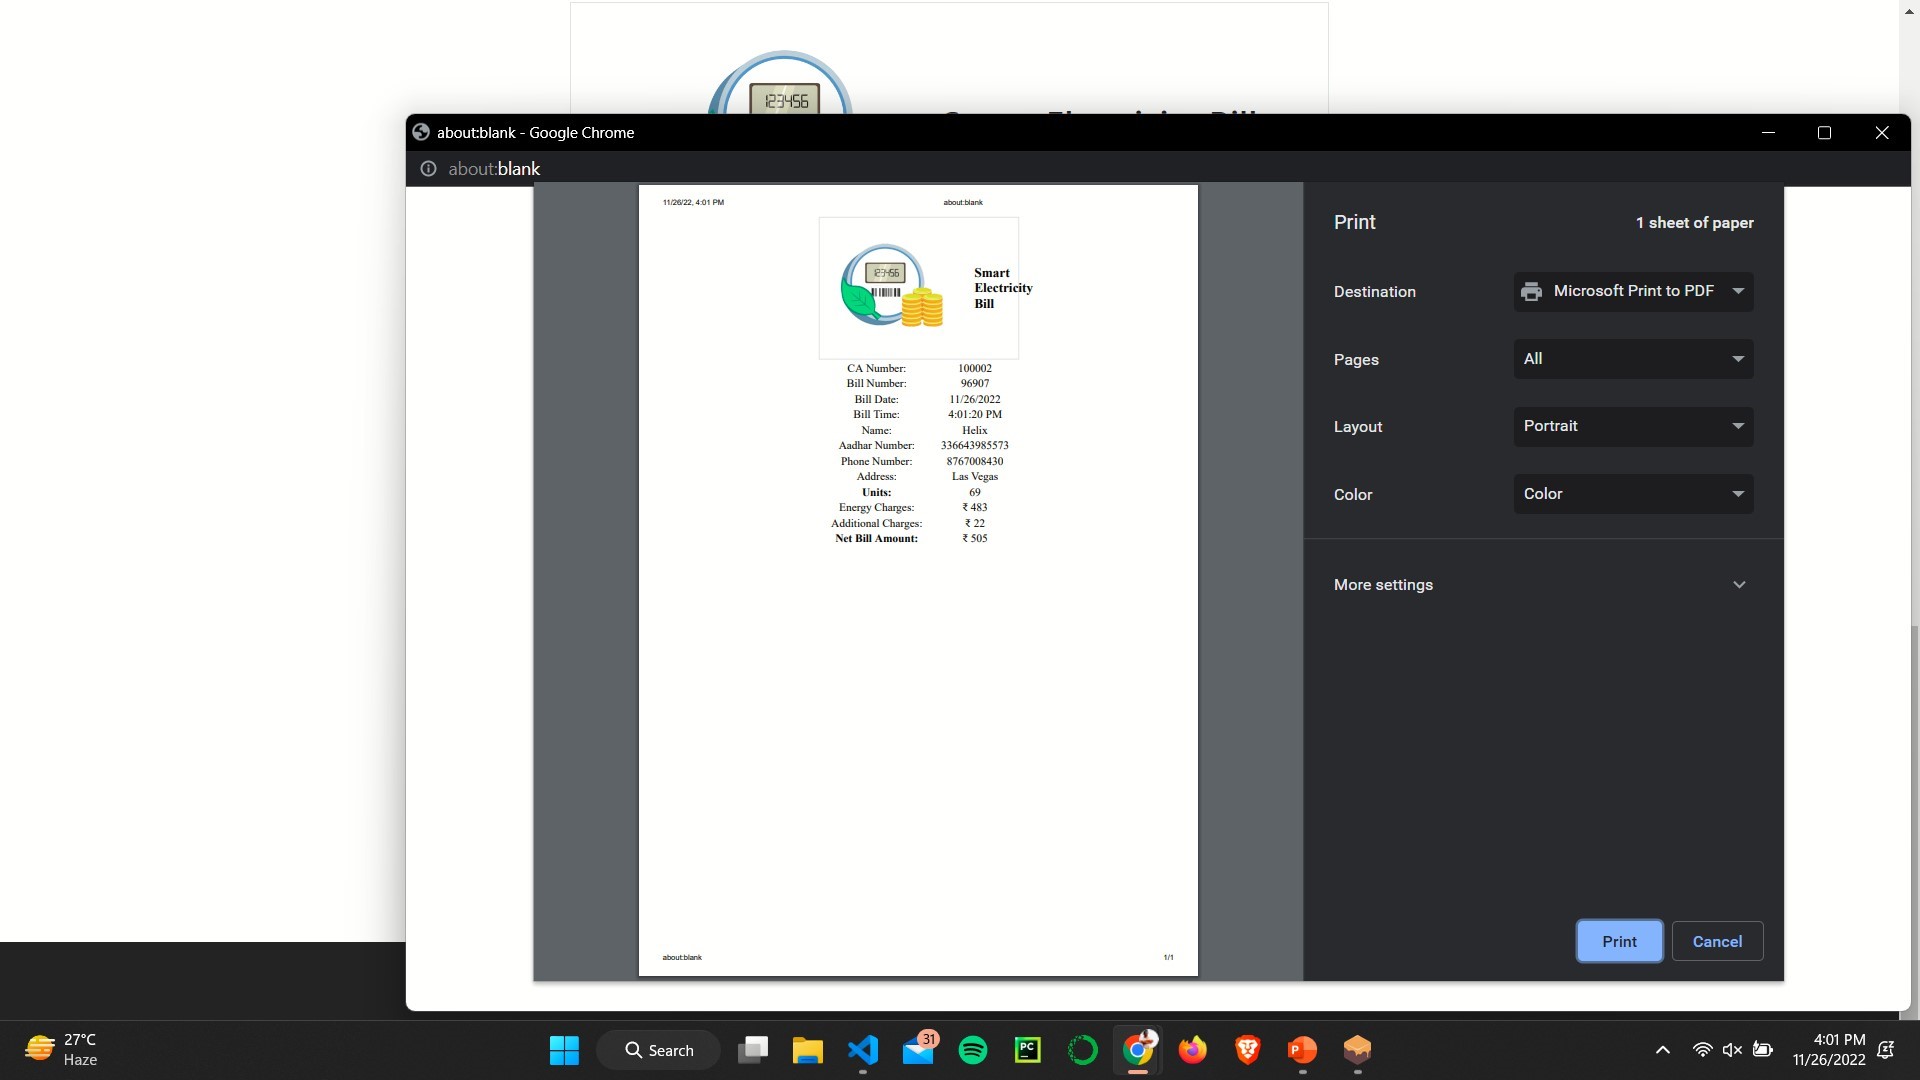 123456
about:blank - Google Chrome
about:blank
11/26/22, 4:01 PM about:blank
123456
Smart
Electricity
Bill
CA Number: 100002
Bill Number: 96907
Bill Date: 11/26/2022
Bill Time: 4:01:20 PM
Name: Helix
Aadhar Number: 336643985573
Phone Number: 8767008430
Address: Las Vegas
Units: 69
Energy Charges: ₹ 483
Additional Charges: ₹ 22
Net Bill Amount: ₹ 505
about:blank 1/1
Print 1 sheet of paper
Destination Microsoft Print to PDF
Pages All
Layout Portrait
Color Color
More settings
Print Cancel
27°C
Haze
Search
31
PC
P
4:01 PM
11/26/2022